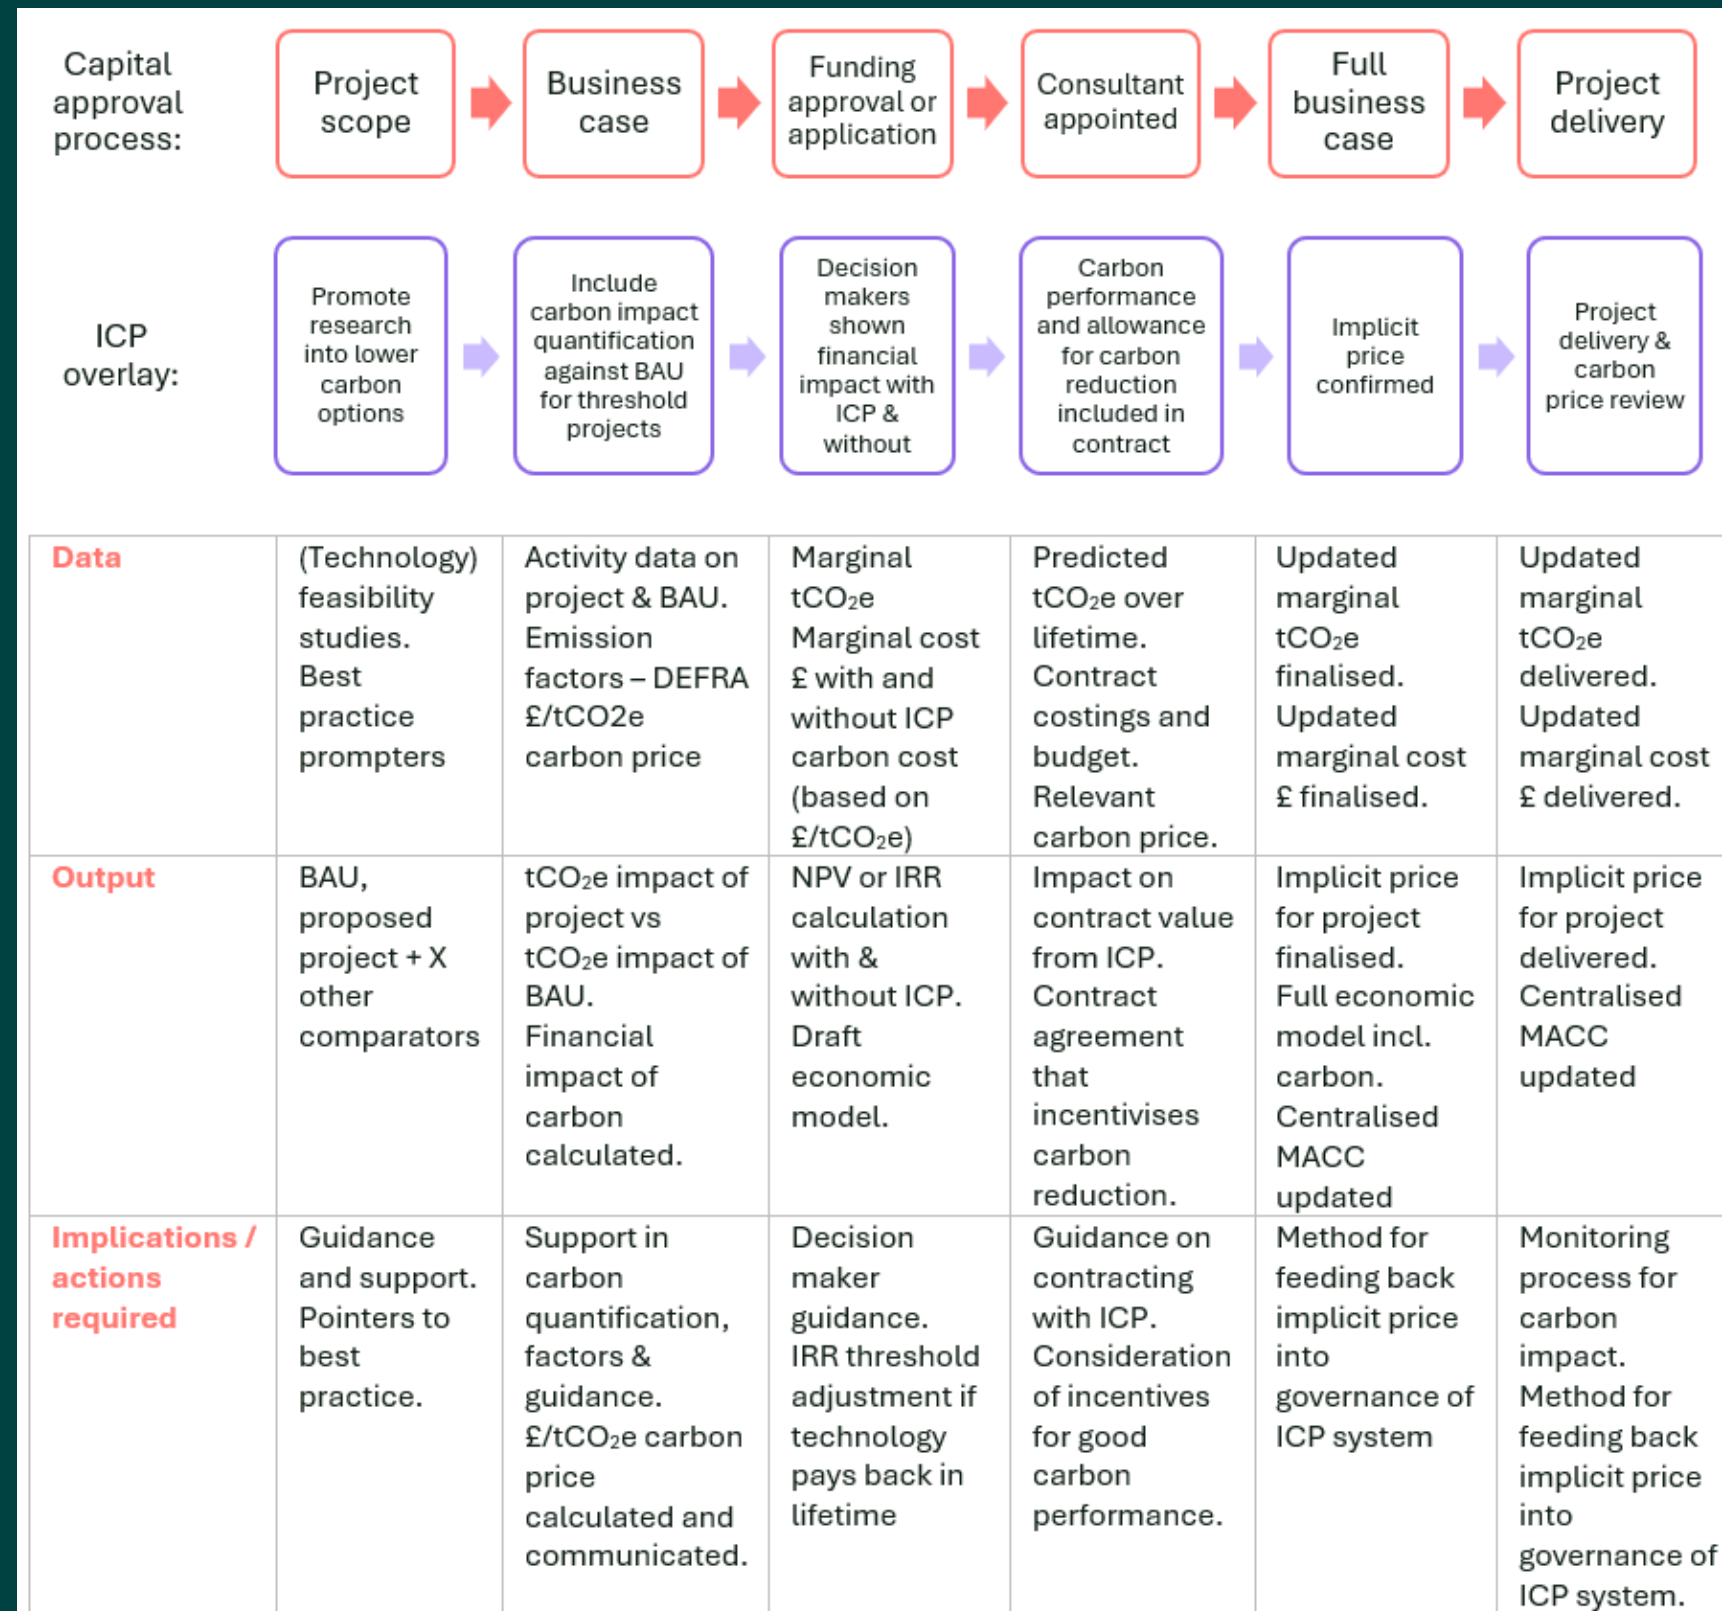 Capital
approval
process:
Project
scope
Business
case
Funding
approval or
application
Consultant
appointed
Full
business
case
Project
delivery
ICP
overlay:
Promote
research
into lower
carbon
options
Include
carbon impact
quantification
against BAU
for threshold
projects
Decision
makers
shown
financial
impact with
ICP &
without
Carbon
performance
and allowance
for carbon
reduction
included in
contract
Implicit
price
confirmed
Project
delivery &
carbon
price review
Data
(Technology)
feasibility
studies.
Best
practice
prompters
Activity data on
project & BAU.
Emission
factors – DEFRA
£/tCO2e
carbon price
Marginal
tCO₂e
Marginal cost
£ with and
without ICP
carbon cost
(based on
£/tCO₂e)
Predicted
tCO₂e over
lifetime.
Contract
costings and
budget.
Relevant
carbon price.
Updated
marginal
tCO₂e
finalised.
Updated
marginal cost
£ finalised.
Updated
marginal
tCO₂e
delivered.
Updated
marginal cost
£ delivered.
Output
BAU,
proposed
project + X
other
comparators
tCO₂e impact of
project vs
tCO₂e impact of
BAU.
Financial
impact of
carbon
calculated.
NPV or IRR
calculation
with &
without ICP.
Draft
economic
model.
Impact on
contract value
from ICP.
Contract
agreement
that
incentivises
carbon
reduction.
Implicit price
for project
finalised.
Full economic
model incl.
carbon.
Centralised
MACC
updated
Implicit price
for project
delivered.
Centralised
MACC
updated
Implications /
actions
required
Guidance
and support.
Pointers to
best
practice.
Support in
carbon
quantification,
factors &
guidance.
£/tCO₂e carbon
price
calculated and
communicated.
Decision
maker
guidance.
IRR threshold
adjustment if
technology
pays back in
lifetime
Guidance on
contracting
with ICP.
Consideration
of incentives
for good
carbon
performance.
Method for
feeding back
implicit price
into
governance of
ICP system
Monitoring
process for
carbon
impact.
Method for
feeding back
implicit price
into
governance of
ICP system.